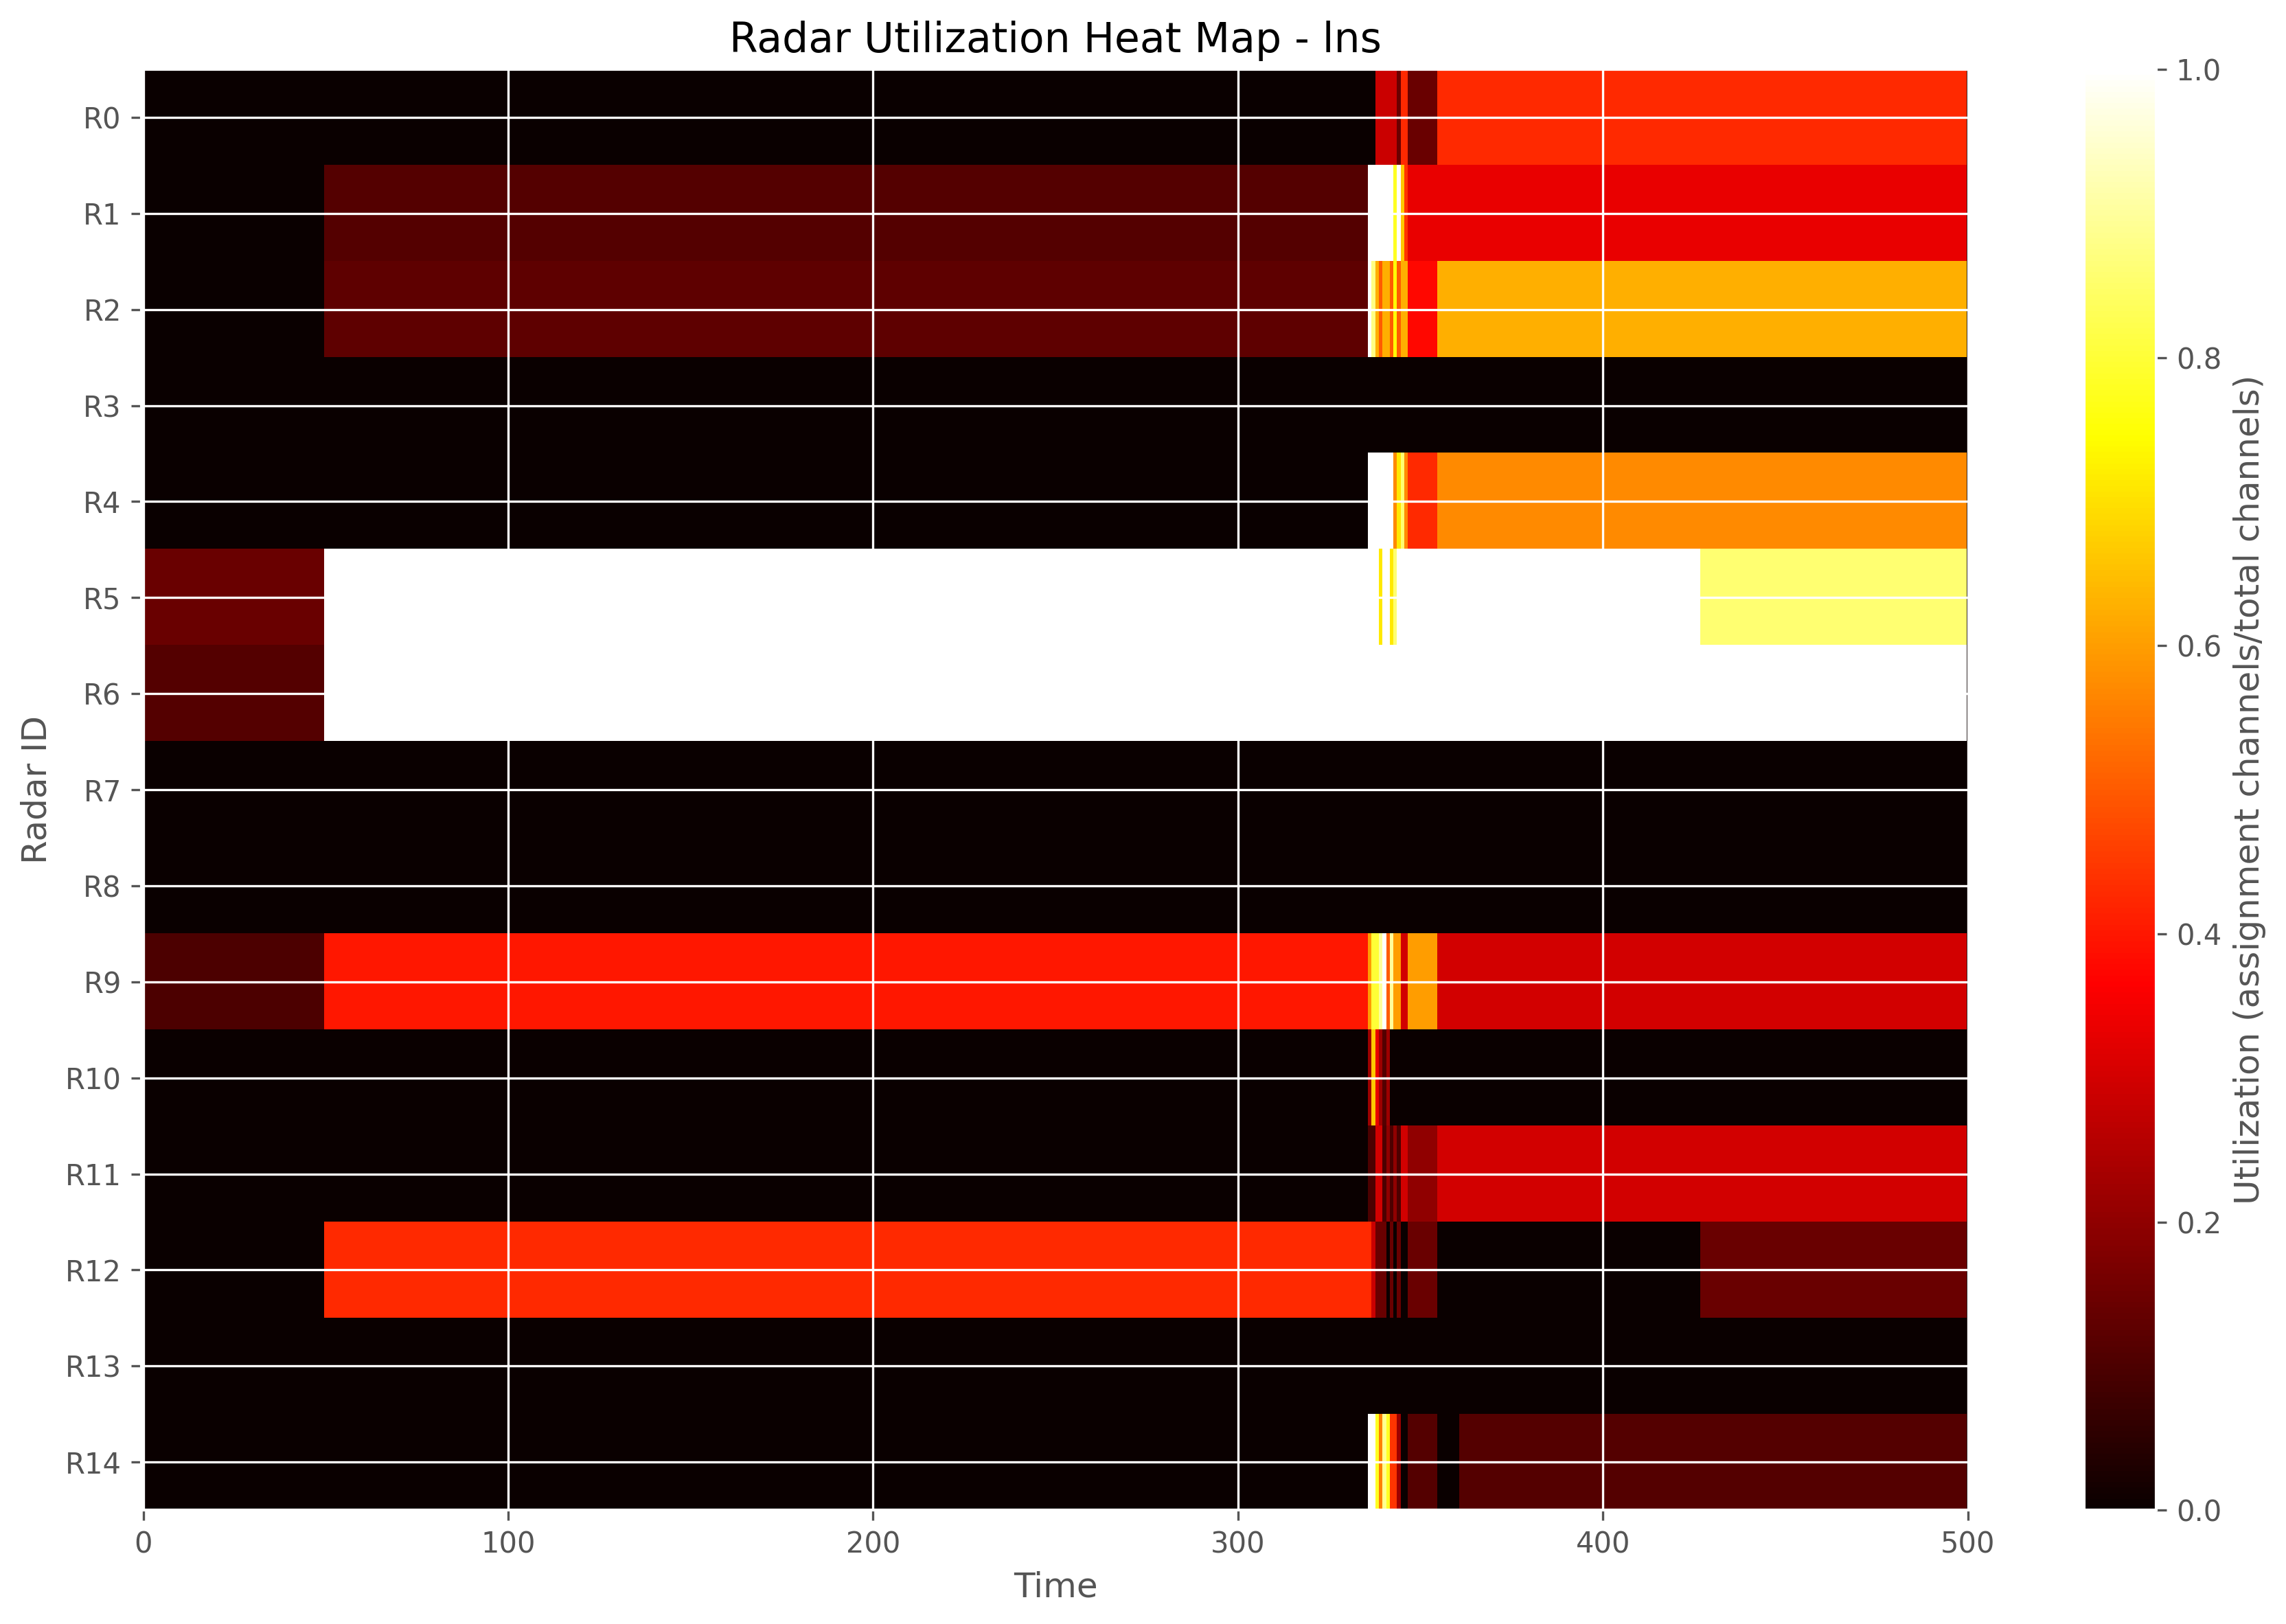 Radar Utilization Heat Map - lns
Radar ID
R0
R1
R2
R3
R4
R5
R6
R7
R8
R9
R10
R11
R12
R13
R14
0
100
200
300
400
500
Time
1.0
0.8
0.6
0.4
0.2
0.0
Utilization (assignment channels/total channels)